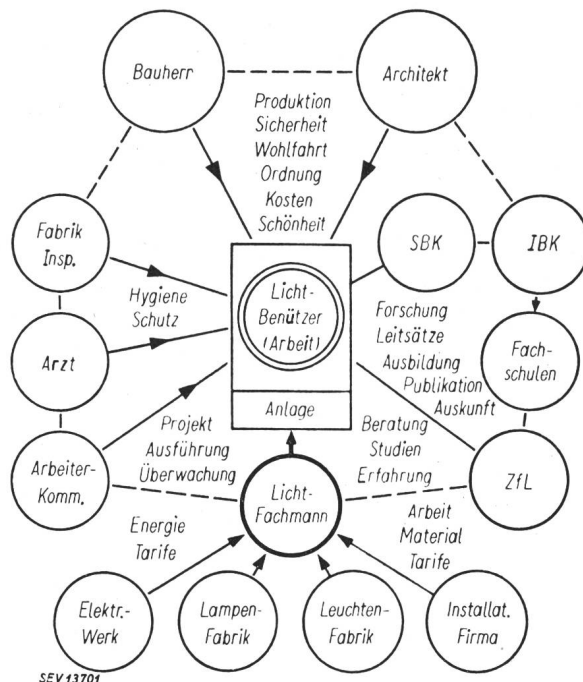 Bauherr
Architekt
Produktion
Sicherheit
Wohlfahrt
Ordnung
Kosten
Schönheit
Fabrik
Insp.
SBK
IBK
Hygiene
Schutz
Licht-
Benützer
(Arbeit)
Forschung
Leitsätze
Ausbildung
Publikation
Auskunft
Arzt
Fach-
schulen
Anlage
Projekt
Ausführung
Überwachung
Beratung
Studien
Erfahrung
Arbeiter-
Komm.
ZfL
Licht-
Fachmann
Energie
Tarife
Arbeit
Material
Tarife
Elektr.-
Werk
Lampen-
Fabrik
Leuchten-
Fabrik
Installat.
Firma
SEV 13701